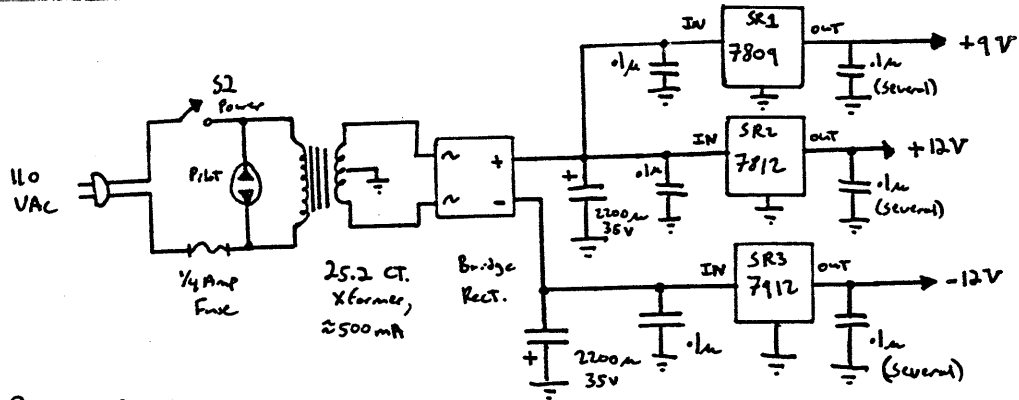 S2
Power
110
VAC
Pilot
1/4 Amp
Fuse
25.2 CT.
Xformer,
≈500mA
~
~
+
-
Bridge
Rect.
IN
SR1
7809
OUT
+9V
.1µ
.1µ
(several)
IN
SR2
7812
OUT
+12V
+
2200µ
35V
.1µ
.1µ
(several)
IN
SR3
7912
OUT
-12V
+
2200µ
35V
.1µ
.1µ
(several)